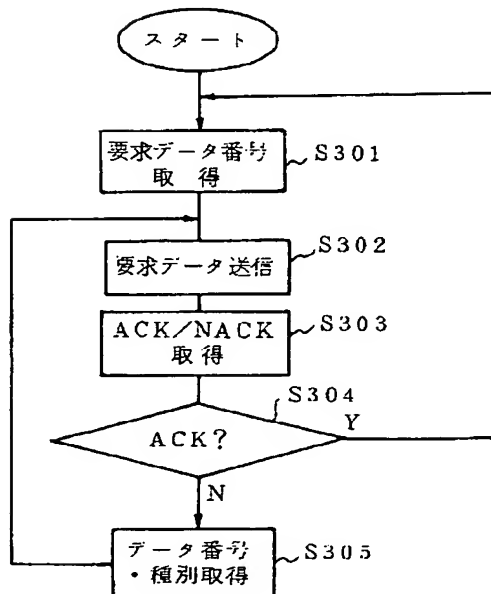 スタート
要求データ番号
取得
S301
要求データ送信
S302
ACK/NACK
取得
S303
S304
ACK?
Y
N
データ番号
・種別取得
S305